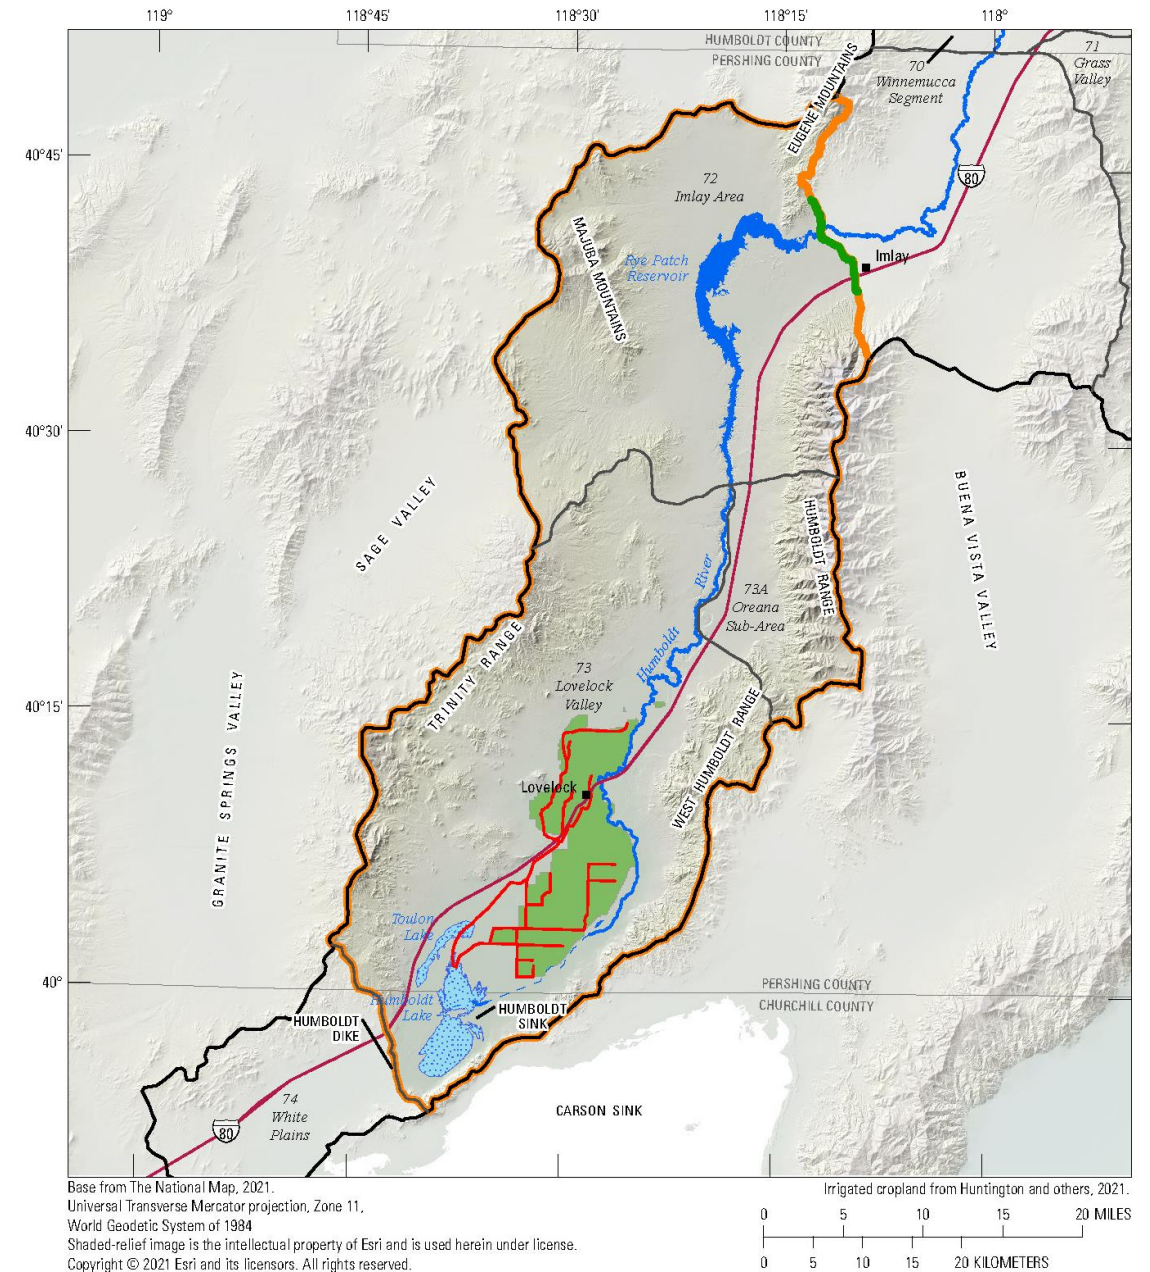 119°
118°45'
118°30'
118°15'
118°
HUMBOLDT COUNTY
PERSHING COUNTY
EUGENE MOUNTAINS
70
Winnemucca
Segment
71
Grass
Valley
40°45'
80
72
Imlay Area
MAJUBA MOUNTAINS
Rye Patch
Reservoir
Imlay
40°30'
SAGE VALLEY
BUENA VISTA VALLEY
HUMBOLDT RANGE
River
73A
Oreana
Sub-Area
Humboldt
TRINITY RANGE
73
Lovelock
Valley
40°15'
GRANITE SPRINGS VALLEY
WEST HUMBOLDT RANGE
Lovelock
Toulon
Lake
40°
PERSHING COUNTY
CHURCHILL COUNTY
Humboldt
Lake
HUMBOLDT
SINK
HUMBOLDT
DIKE
74
White
Plains
80
CARSON SINK
Base from The National Map, 2021.
Universal Transverse Mercator projection, Zone 11,
World Geodetic System of 1984
Shaded-relief image is the intellectual property of Esri and is used herein under license.
Copyright © 2021 Esri and its licensors. All rights reserved.
Irrigated cropland from Huntington and others, 2021.
0 5 10 15 20 MILES
0 5 10 15 20 KILOMETERS